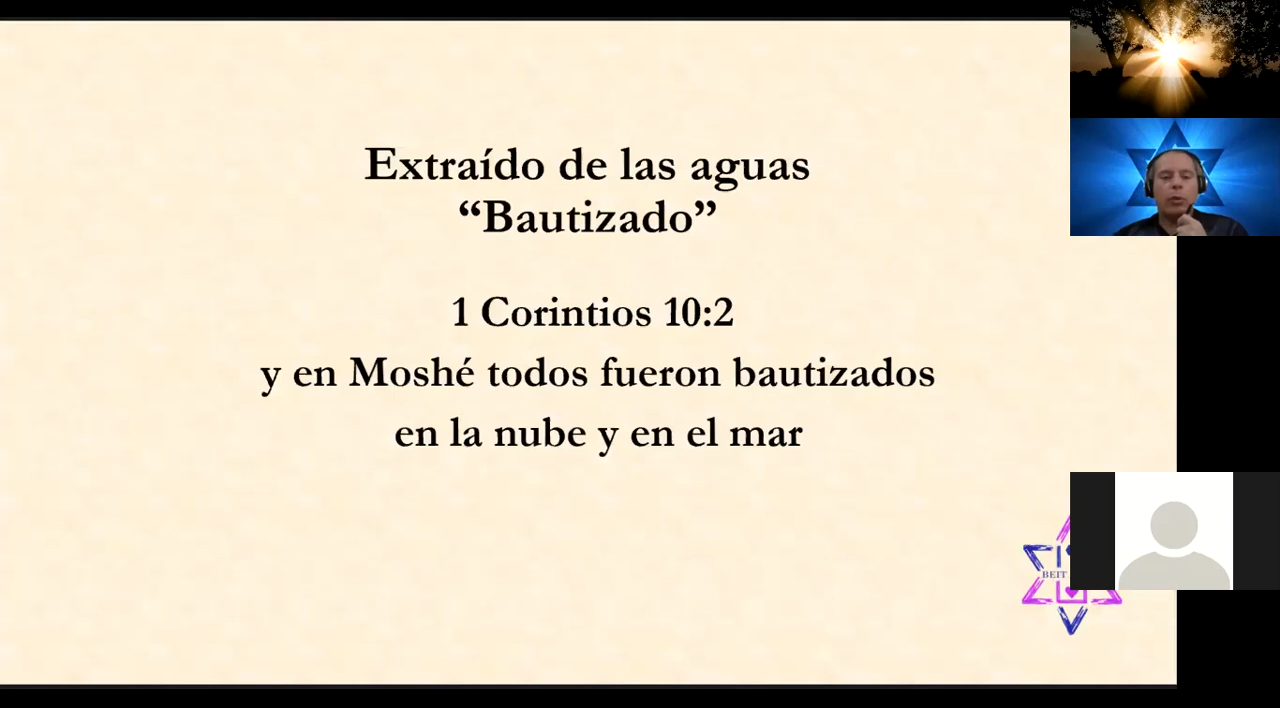 Extraído de las aguas
“Bautizado”
1 Corintios 10:2
y en Moshé todos fueron bautizados
en la nube y en el mar
BEIT